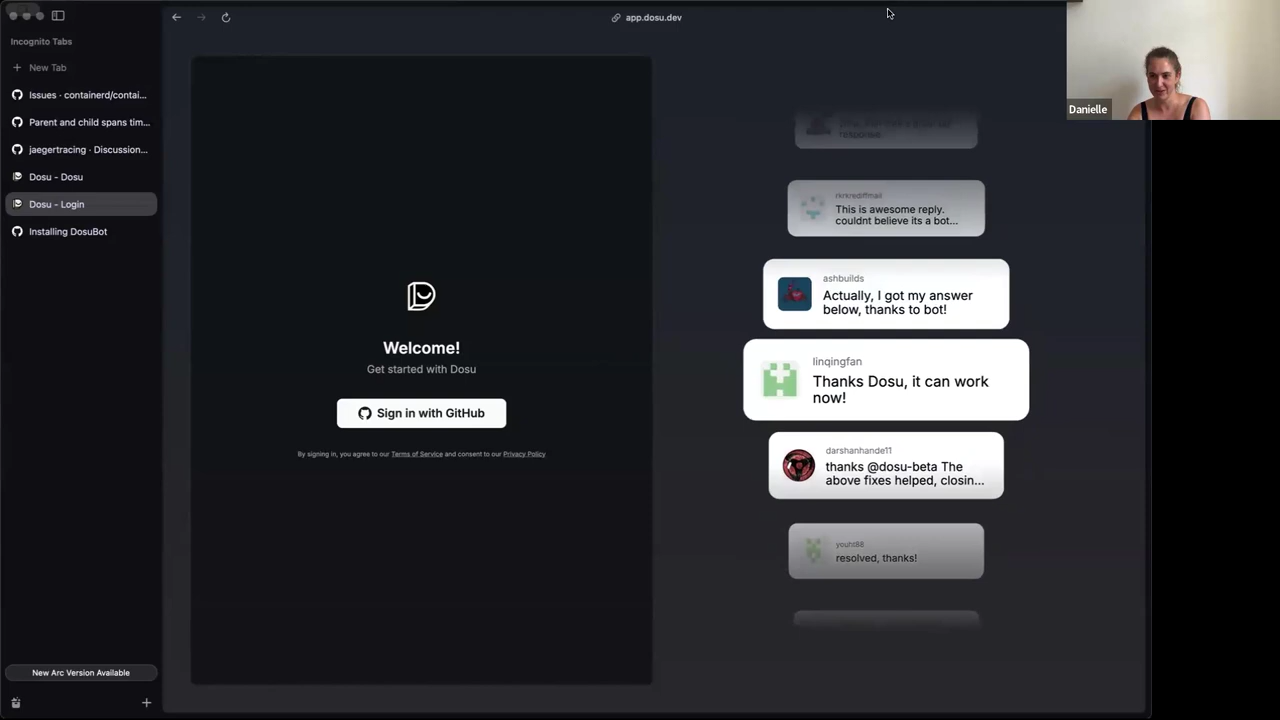 Incognito Tabs
New Tab
Issues · containerd/contai...
Parent and child spans tim...
jaegertracing · Discussion...
Dosu - Dosu
Dosu - Login
Installing DosuBot
New Arc Version Available
app.dosu.dev
Welcome!
Get started with Dosu
Sign in with GitHub
By signing in, you agree to our Terms of Service and consent to our Privacy Policy
responsive.
rkrkrediffmail
This is awesome reply.
couldnt believe its a bot...
ashbuilds
Actually, I got my answer
below, thanks to bot!
linqingfan
Thanks Dosu, it can work
now!
darshanhande11
thanks @dosu-beta The
above fixes helped, closin...
youht88
resolved, thanks!
Danielle